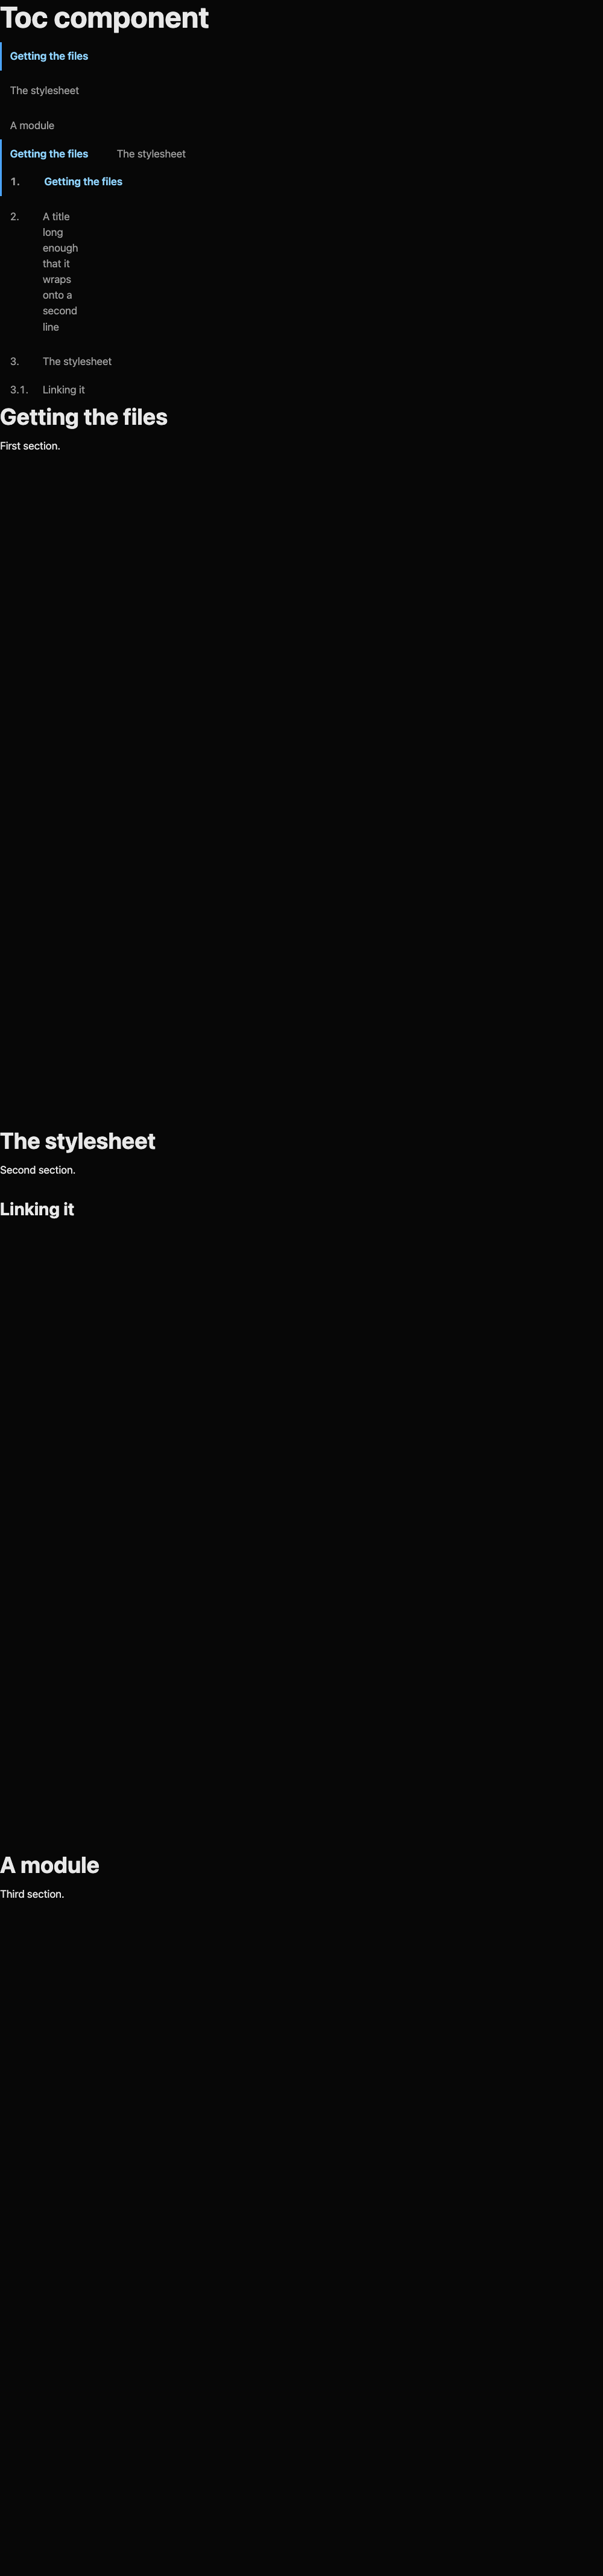 Toc component
Getting the files
The stylesheet
A module
Getting the files The stylesheet
1. Getting the files
2. A title
long
enough
that it
wraps
onto a
second
line
3. The stylesheet
3.1. Linking it
Getting the files
First section.
The stylesheet
Second section.
Linking it
A module
Third section.